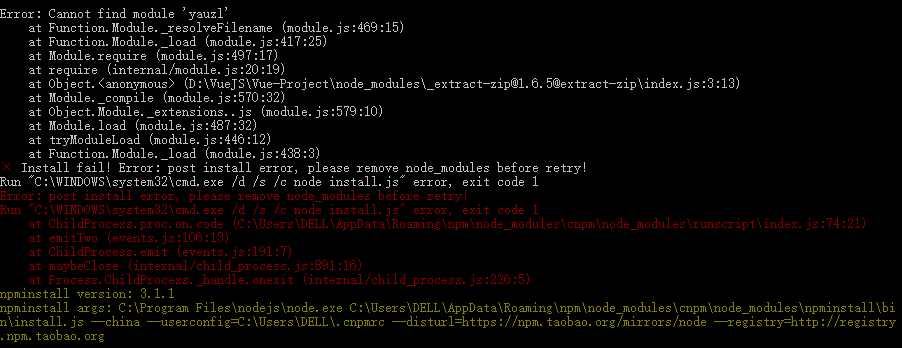 Error: Cannot find module 'yauzl'
at Function.Module._resolveFilename (module.js:469:15)
at Function.Module._load (module.js:417:25)
at Module.require (module.js:497:17)
at require (internal/module.js:20:19)
at Object.<anonymous> (D:\VueJS\Vue-Project\node_modules\_extract-zip@1.6.5@extract-zip\index.js:3:13)
at Module._compile (module.js:570:32)
at Object.Module._extensions..js (module.js:579:10)
at Module.load (module.js:487:32)
at tryModuleLoad (module.js:446:12)
at Function.Module._load (module.js:438:3)
× Install fail! Error: post install error, please remove node_modules before retry!
Run "C:\WINDOWS\system32\cmd.exe /d /s /c node install.js" error, exit code 1
Error: post install error, please remove node_modules before retry!
Run "C:\WINDOWS\system32\cmd.exe /d /s /c node install.js" error, exit code 1
at ChildProcess.proc.on.code (C:\Users\DELL\AppData\Roaming\npm\node_modules\cnpm\node_modules\runscript\index.js:74:21)
at emitTwo (events.js:106:13)
at ChildProcess.emit (events.js:191:7)
at maybeClose (internal/child_process.js:891:16)
at Process.ChildProcess._handle.onexit (internal/child_process.js:226:5)
npminstall version: 3.1.1
npminstall args: C:\Program Files\nodejs\node.exe C:\Users\DELL\AppData\Roaming\npm\node_modules\cnpm\node_modules\npminstall\bi
n\install.js --china --userconfig=C:\Users\DELL\.cnpmrc --disturl=https://npm.taobao.org/mirrors/node --registry=http://registry
.npm.taobao.org